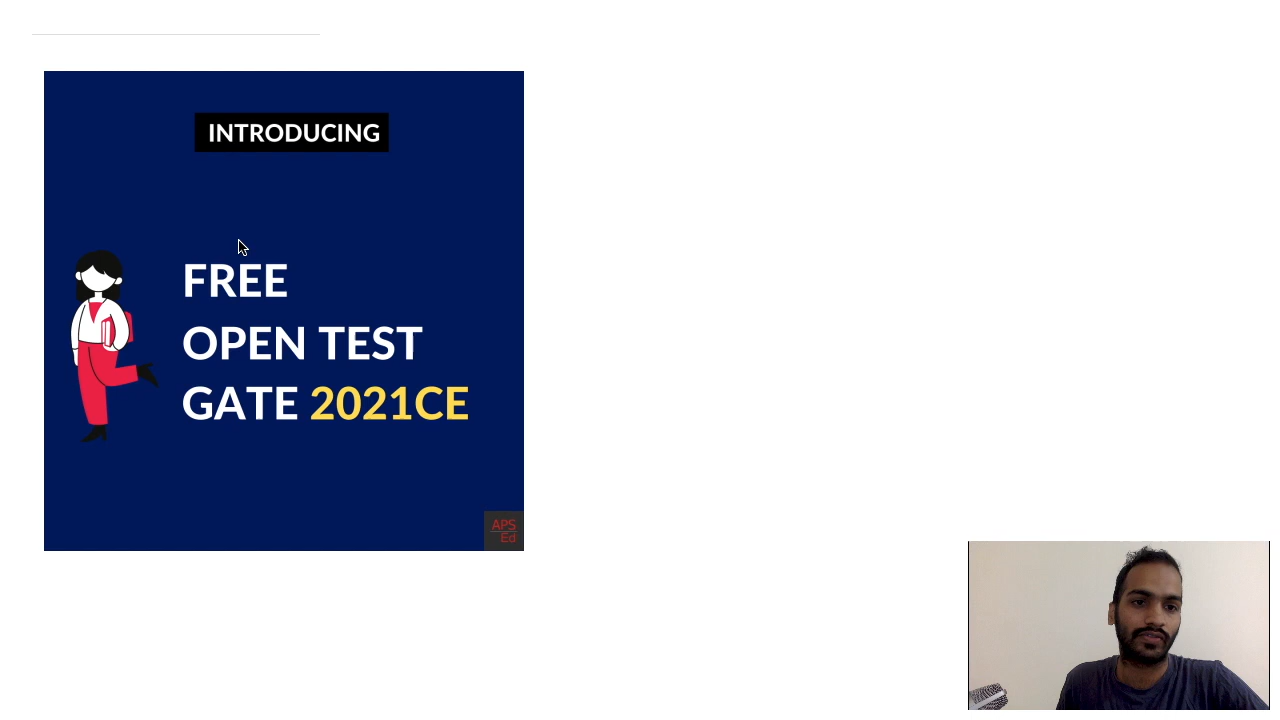 INTRODUCING
FREE
OPEN TEST
GATE 2021CE
APS
Ed